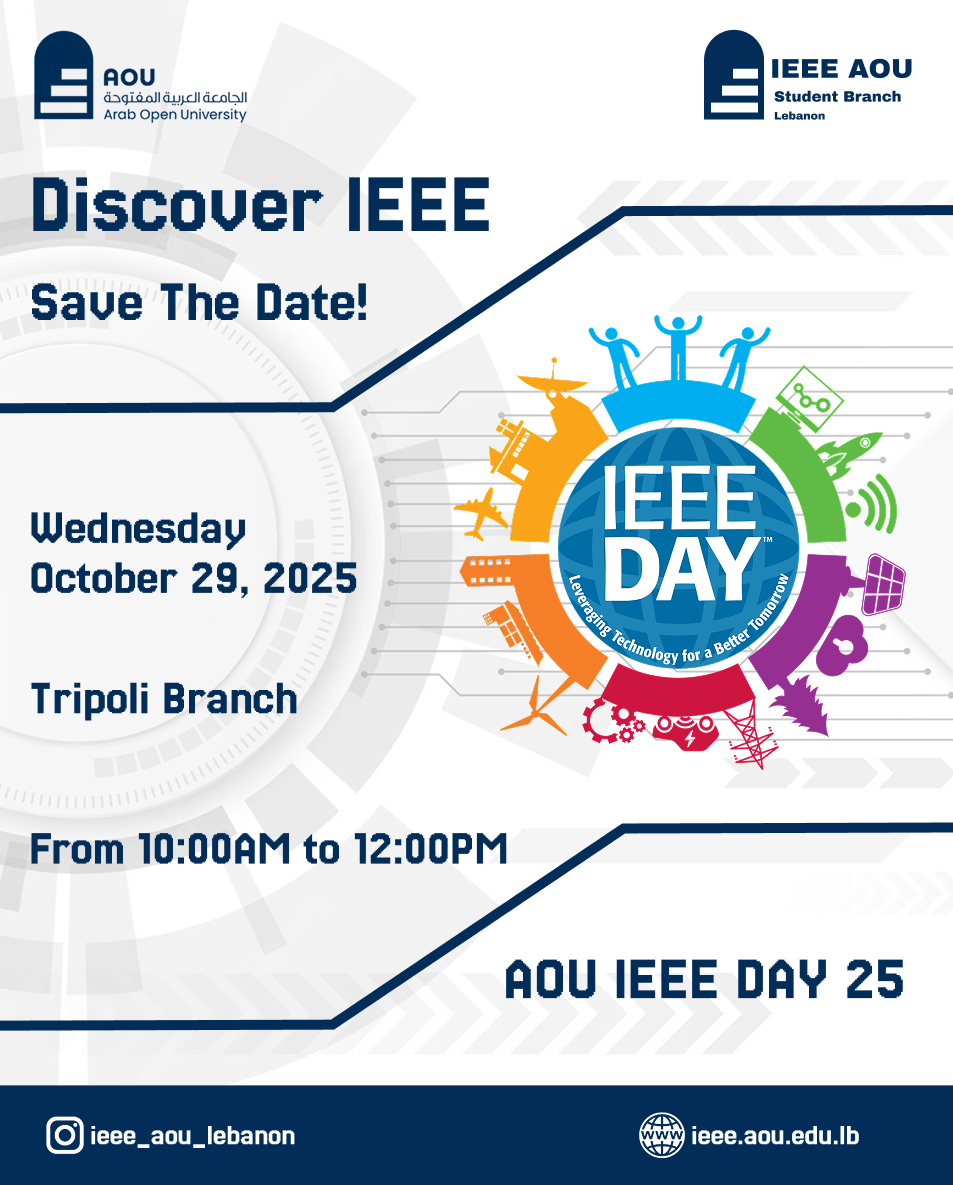 AOU
الجامعة العربية المفتوحة
Arab Open University
IEEE AOU
Student Branch
Lebanon
Discover IEEE
Save The Date!
Wednesday
October 29, 2025
Tripoli Branch
From 10:00AM to 12:00PM
IEEE
DAY™
Leveraging Technology for a Better Tomorrow
AOU IEEE DAY 25
ieee_aou_lebanon
www
ieee.aou.edu.lb